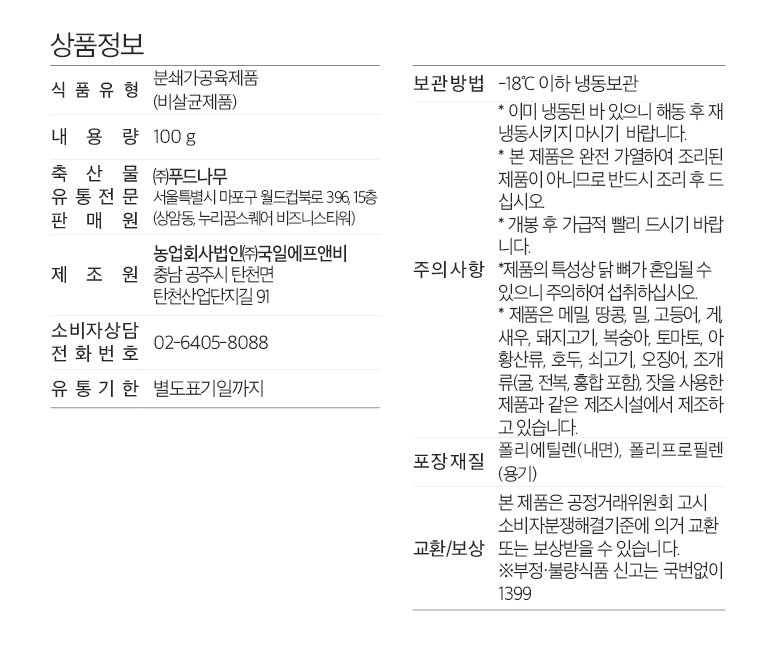 상품정보
식 품 유 형
분쇄가공육제품
(비살균제품)
내 용 량
100 g
축 산 물
유통전문
판 매 원
㈜푸드나무
서울특별시 마포구 월드컵북로 396, 15층
(상암동, 누리꿈스퀘어 비즈니스타워)
제 조 원
농업회사법인㈜국일에프앤비
충남 공주시 탄천면
탄천산업단지길 91
소비자상담
전 화 번 호
02-6405-8088
유 통 기 한
별도표기일까지
보관방법
-18℃ 이하 냉동보관
주의사항
* 이미 냉동된 바 있으니 해동 후 재
냉동시키지 마시기 바랍니다.
* 본 제품은 완전 가열하여 조리된
제품이 아니므로 반드시 조리 후 드
십시오
* 개봉 후 가급적 빨리 드시기 바랍
니다.
*제품의 특성상 닭 뼈가 혼입될 수
있으니 주의하여 섭취하십시오.
* 제품은 메밀, 땅콩, 밀, 고등어, 게,
새우, 돼지고기, 복숭아, 토마토, 아
황산류, 호두, 쇠고기, 오징어, 조개
류(굴, 전복, 홍합 포함), 잣을 사용한
제품과 같은 제조시설에서 제조하
고 있습니다.
포장재질
폴리에틸렌(내면), 폴리프로필렌
(용기)
교환/보상
본 제품은 공정거래위원회 고시
소비자분쟁해결기준에 의거 교환
또는 보상받을 수 있습니다.
※부정·불량식품 신고는 국번없이
1399